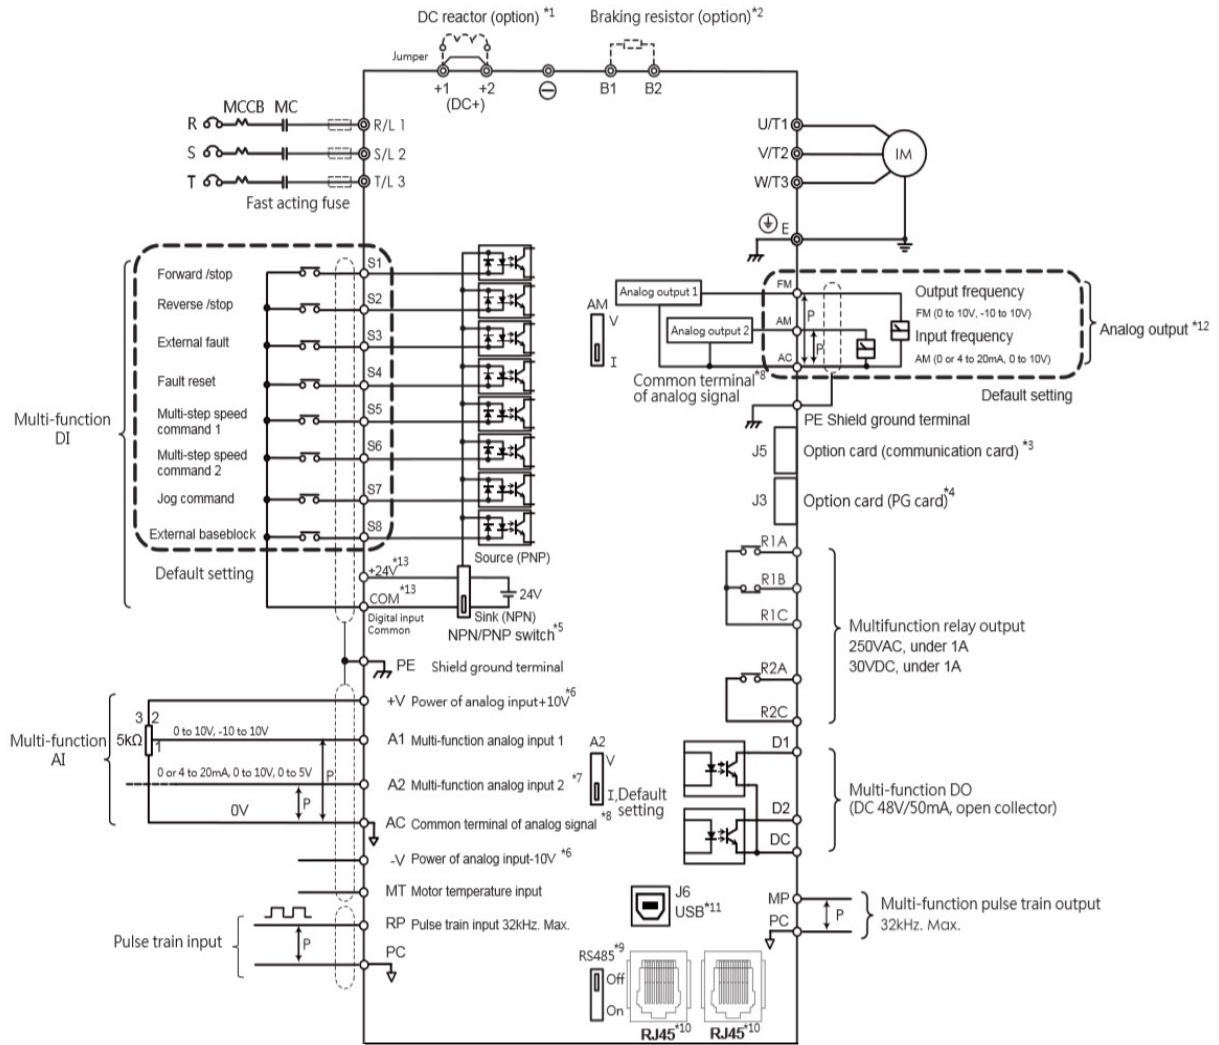 DC reactor (option) *1
Braking resistor (option)*2
Jumper
+1
+2
(DC+)
B1
B2
MCCB MC
R
R/L 1
S
S/L 2
T
T/L 3
Fast acting fuse
U/T1
V/T2
W/T3
IM
E
Multi-function
DI
Forward /stop
S1
Reverse /stop
S2
External fault
S3
Fault reset
S4
Multi-step speed
command 1
S5
Multi-step speed
command 2
S6
Jog command
S7
External baseblock
S8
Default setting
+24V*13
COM*13
Digital input
Common
Source (PNP)
24V
Sink (NPN)
NPN/PNP switch*5
PE Shield ground terminal
AM
V
I
Analog output 1
Analog output 2
FM
AM
AC
P
P
Common terminal*8
of analog signal
Output frequency
FM (0 to 10V, -10 to 10V)
Input frequency
AM (0 or 4 to 20mA, 0 to 10V)
Analog output *12
Default setting
PE Shield ground terminal
J5
Option card (communication card) *3
J3
Option card (PG card)*4
R1A
R1B
R1C
R2A
R2C
Multifunction relay output
250VAC, under 1A
30VDC, under 1A
Multi-function
AI
3 2
5kΩ
1
0 to 10V, -10 to 10V
0 or 4 to 20mA, 0 to 10V, 0 to 5V
P
P
0V
+V Power of analog input+10V*6
A1 Multi-function analog input 1
A2 Multi-function analog input 2 *7
AC Common terminal of analog signal *8
-V Power of analog input-10V *6
MT Motor temperature input
A2
V
I,Default
setting
D1
D2
DC
Multi-function DO
(DC 48V/50mA, open collector)
Pulse train input
P
RP Pulse train input 32kHz. Max.
PC
J6
USB*11
MP
PC
P
Multi-function pulse train output
32kHz. Max.
RS485*9
Off
On
RJ45*10
RJ45*10